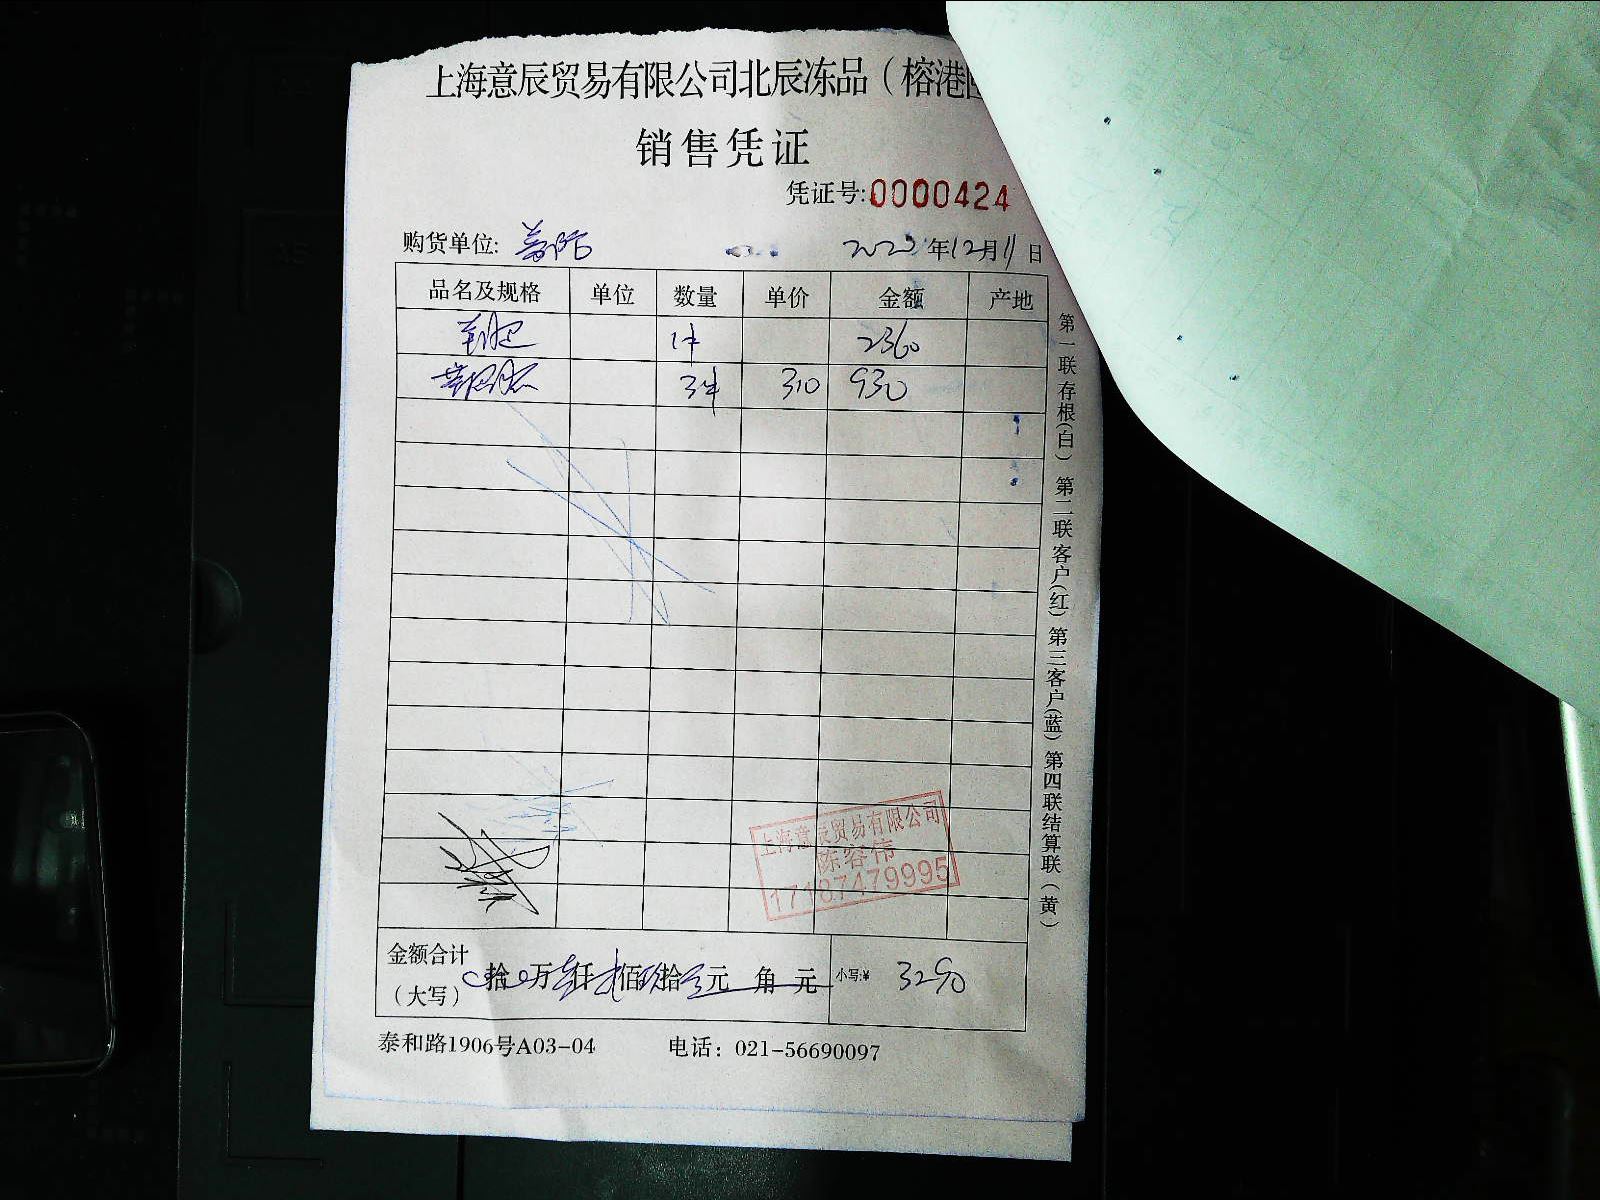 上海意辰贸易有限公司北辰冻品（榕港
销售凭证
凭证号:0000424
购货单位:
年12月11日
品名及规格 单位 数量 单价 金额 产地
1件 2360
3件 310 930
第一联存根(白) 第二联客户(红) 第三客户(蓝) 第四联结算联(黄)
上海意辰贸易有限公司
陈容伟
17187479995
金额合计
（大写） 拾 万 仟 佰 拾 元 角 元 小写:¥ 3290
泰和路1906号A03-04 电话：021-56690097